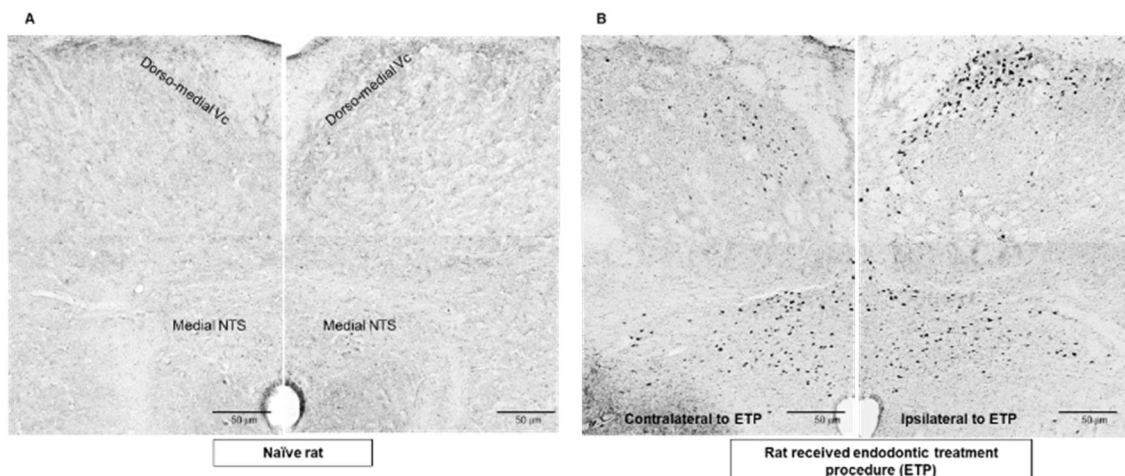 A
B
Dorso-medial Vc
Dorso-medial Vc
Medial NTS
Medial NTS
50 µm
50 µm
Contralateral to ETP
50 µm
Ipsilateral to ETP
50 µm
Naïve rat
Rat received endodontic treatment
procedure (ETP)